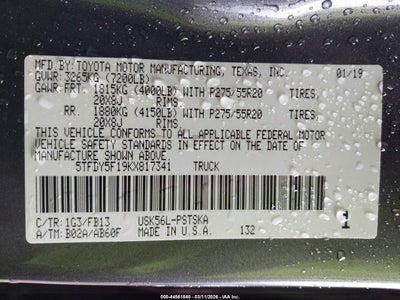 MFD.BY:TOYOTA MOTOR MANUFACTURING, TEXAS, INC. 01/19
GVWR: 3265KG (7200LB)
GAWR: FRT. 1815KG (4000LB) WITH P275/55R20 TIRES,
20X8J RIMS
RR. 1880KG (4150LB) WITH P275/55R20 TIRES,
20X8J RIMS
THIS VEHICLE CONFORMS TO ALL APPLICABLE FEDERAL MOTOR
VEHICLE SAFETY STANDARDS IN EFFECT ON THE DATE OF
MANUFACTURE SHOWN ABOVE.
5TFDY5F19KX817341 TRUCK
C/TR: 1G3/FB13 USK56L-PSTSKA
A/TM: B02A/AB60F MADE IN U.S.A. 132
000-44561040 - 03/11/2026 - IAA Inc.